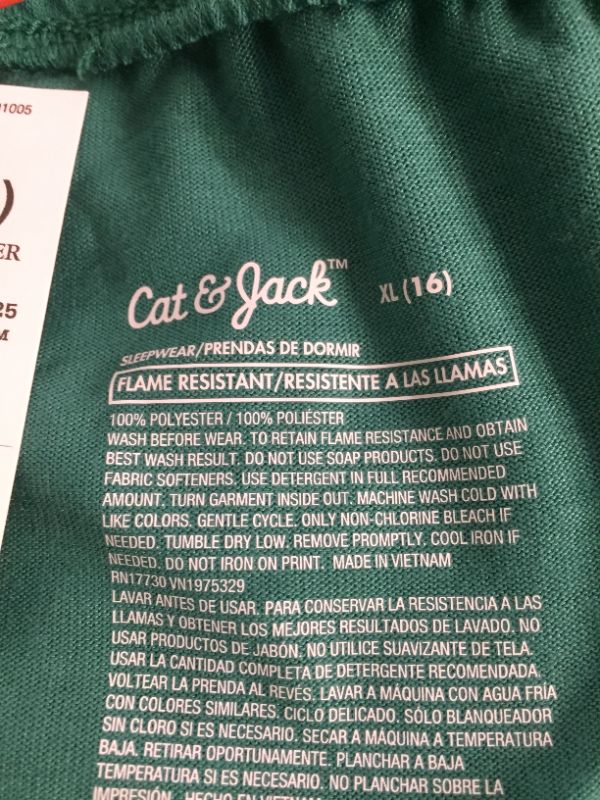 11005
)
ER
25
M
Cat & Jack™ XL (16)
SLEEPWEAR/PRENDAS DE DORMIR
FLAME RESISTANT/RESISTENTE A LAS LLAMAS
100% POLYESTER / 100% POLIÉSTER
WASH BEFORE WEAR. TO RETAIN FLAME RESISTANCE AND OBTAIN
BEST WASH RESULT. DO NOT USE SOAP PRODUCTS. DO NOT USE
FABRIC SOFTENERS. USE DETERGENT IN FULL RECOMMENDED
AMOUNT. TURN GARMENT INSIDE OUT. MACHINE WASH COLD WITH
LIKE COLORS. GENTLE CYCLE. ONLY NON-CHLORINE BLEACH IF
NEEDED. TUMBLE DRY LOW. REMOVE PROMPTLY. COOL IRON IF
NEEDED. DO NOT IRON ON PRINT. MADE IN VIETNAM
RN17730 VN1975329
LAVAR ANTES DE USAR. PARA CONSERVAR LA RESISTENCIA A LAS
LLAMAS Y OBTENER LOS MEJORES RESULTADOS DE LAVADO. NO
USAR PRODUCTOS DE JABÓN. NO UTILICE SUAVIZANTE DE TELA.
USAR LA CANTIDAD COMPLETA DE DETERGENTE RECOMENDADA.
VOLTEAR LA PRENDA AL REVÉS. LAVAR A MÁQUINA CON AGUA FRÍA
CON COLORES SIMILARES. CICLO DELICADO. SÓLO BLANQUEADOR
SIN CLORO SI ES NECESARIO. SECAR A MÁQUINA A TEMPERATURA
BAJA. RETIRAR OPORTUNAMENTE. PLANCHAR A BAJA
TEMPERATURA SI ES NECESARIO. NO PLANCHAR SOBRE LA
IMPRESIÓN. HECHO EN VIETNAM